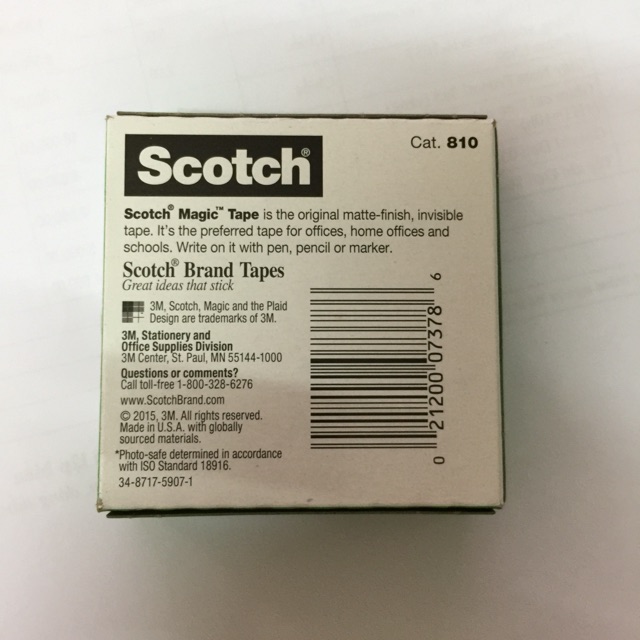 Scotch®
Cat. 810
Scotch® Magic™ Tape is the original matte-finish, invisible
tape. It's the preferred tape for offices, home offices and
schools. Write on it with pen, pencil or marker.
Scotch® Brand Tapes
Great ideas that stick
3M, Scotch, Magic and the Plaid
Design are trademarks of 3M.
3M, Stationery and
Office Supplies Division
3M Center, St. Paul, MN 55144-1000
Questions or comments?
Call toll-free 1-800-328-6276
www.ScotchBrand.com
© 2015, 3M. All rights reserved.
Made in U.S.A. with globally
sourced materials.
*Photo-safe determined in accordance
with ISO Standard 18916.
34-8717-5907-1
0 21200 07378 6